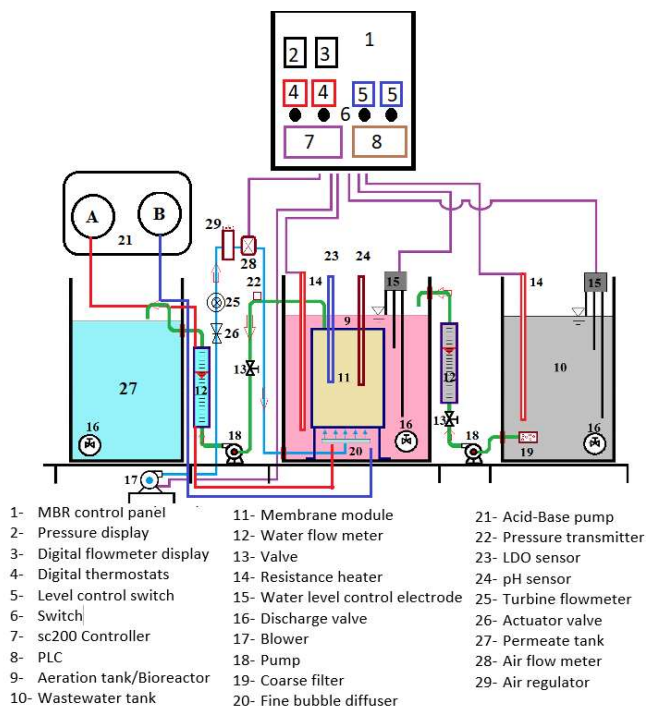 1
2 3
4 4 5 5
6
7 8
A B
21
29
28
23 24
22
25
26
14 15
9
14 15
27
12
13
11
12
13
10
16
18
20
16
18
19
16
17
1- MBR control panel
2- Pressure display
3- Digital flowmeter display
4- Digital thermostats
5- Level control switch
6- Switch
7- sc200 Controller
8- PLC
9- Aeration tank/Bioreactor
10- Wastewater tank
11- Membrane module
12- Water flow meter
13- Valve
14- Resistance heater
15- Water level control electrode
16- Discharge valve
17- Blower
18- Pump
19- Coarse filter
20- Fine bubble diffuser
21- Acid-Base pump
22- Pressure transmitter
23- LDO sensor
24- pH sensor
25- Turbine flowmeter
26- Actuator valve
27- Permeate tank
28- Air flow meter
29- Air regulator